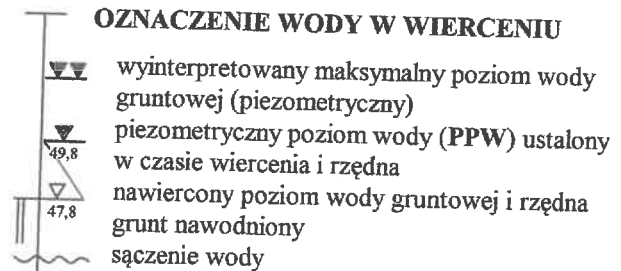 OZNACZENIE WODY W WIERCENIU
wyinterpretowany maksymalny poziom wody
gruntowej (piezometryczny)
piezometryczny poziom wody (PPW) ustalony
49,8
w czasie wiercenia i rzędna
nawiercony poziom wody gruntowej i rzędna
47,8
grunt nawodniony
sączenie wody